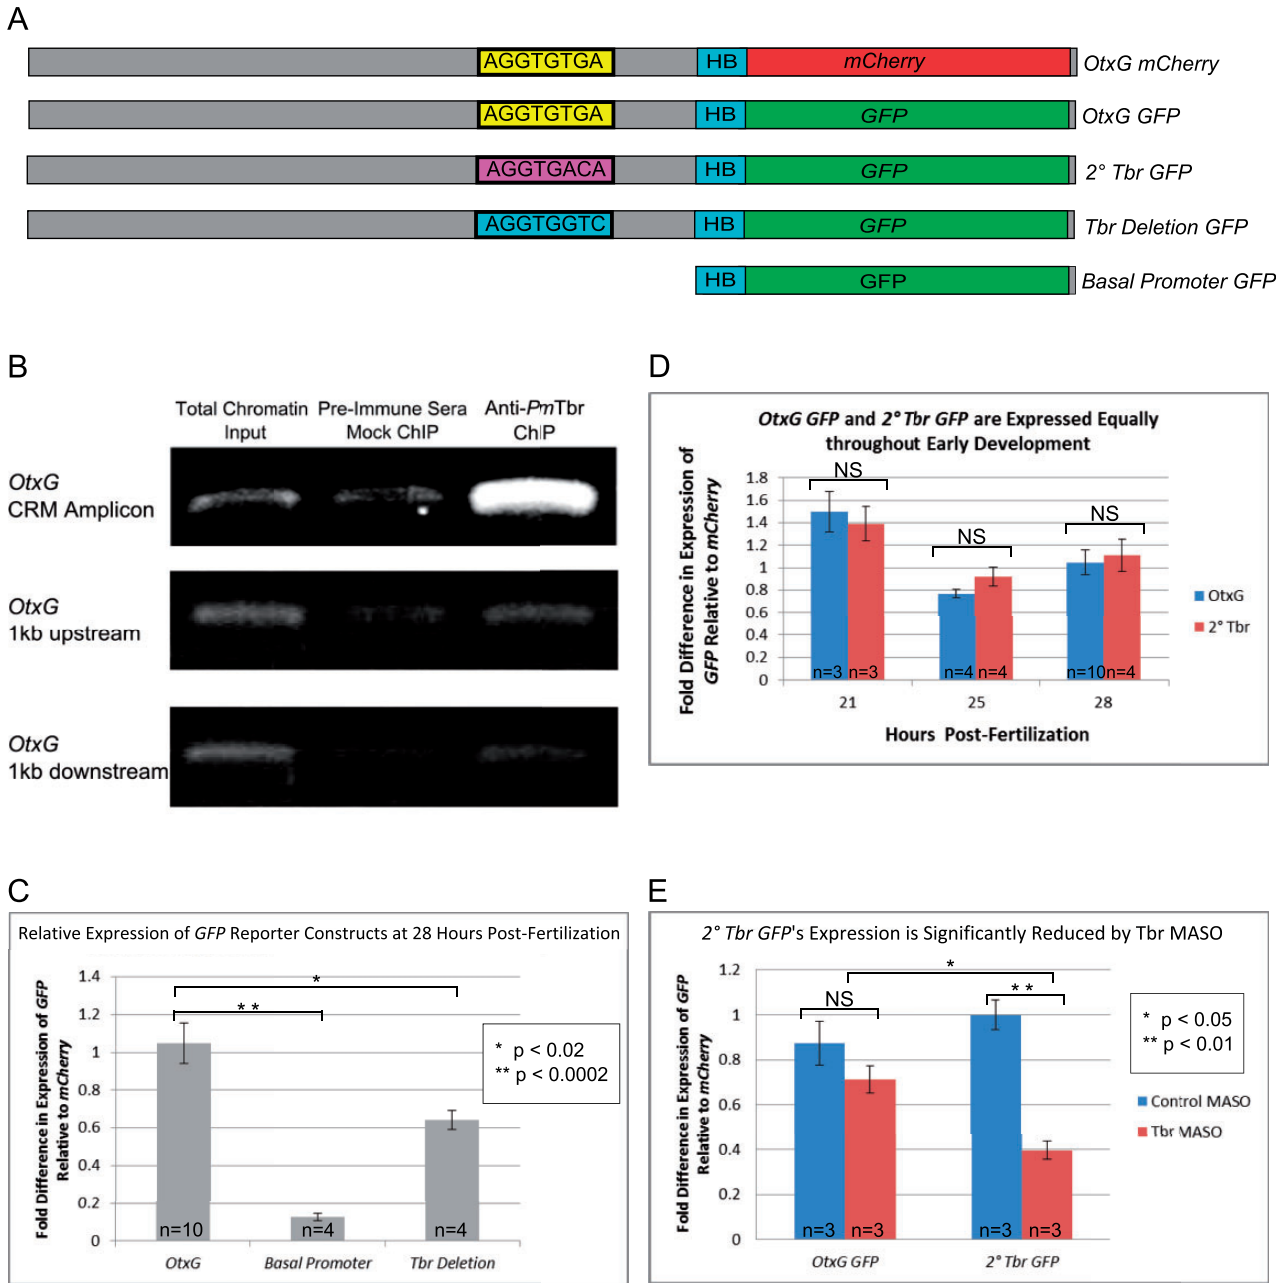 A
AGGTGTGA HB mCherry OtxG mCherry
AGGTGTGA HB GFP OtxG GFP
AGGTGACA HB GFP 2° Tbr GFP
AGGTGGTC HB GFP Tbr Deletion GFP
HB GFP Basal Promoter GFP
B
Total Chromatin Input
Pre-Immune Sera Mock ChIP
Anti-PmTbr ChIP
OtxG
CRM Amplicon
OtxG
1kb upstream
OtxG
1kb downstream
D
OtxG GFP and 2° Tbr GFP are Expressed Equally
throughout Early Development
Fold Difference in Expression of
GFP Relative to mCherry
1.8
1.6
1.4
1.2
1
0.8
0.6
0.4
0.2
0
NS
NS
NS
n=3 n=3
n=4 n=4
n=10 n=4
21 25 28
Hours Post-Fertilization
OtxG
2° Tbr
C
Relative Expression of GFP Reporter Constructs at 28 Hours Post-Fertilization
Fold Difference in Expression of GFP
Relative to mCherry
1.4
1.2
1
0.8
0.6
0.4
0.2
0
*
* *
* p < 0.02
** p < 0.0002
n=10 n=4 n=4
OtxG Basal Promoter Tbr Deletion
E
2° Tbr GFP's Expression is Significantly Reduced by Tbr MASO
Fold Difference in Expression of GFP
Relative to mCherry
1.2
1
0.8
0.6
0.4
0.2
0
*
NS
* *
* p < 0.05
** p < 0.01
Control MASO
Tbr MASO
n=3 n=3 n=3 n=3
OtxG GFP 2° Tbr GFP